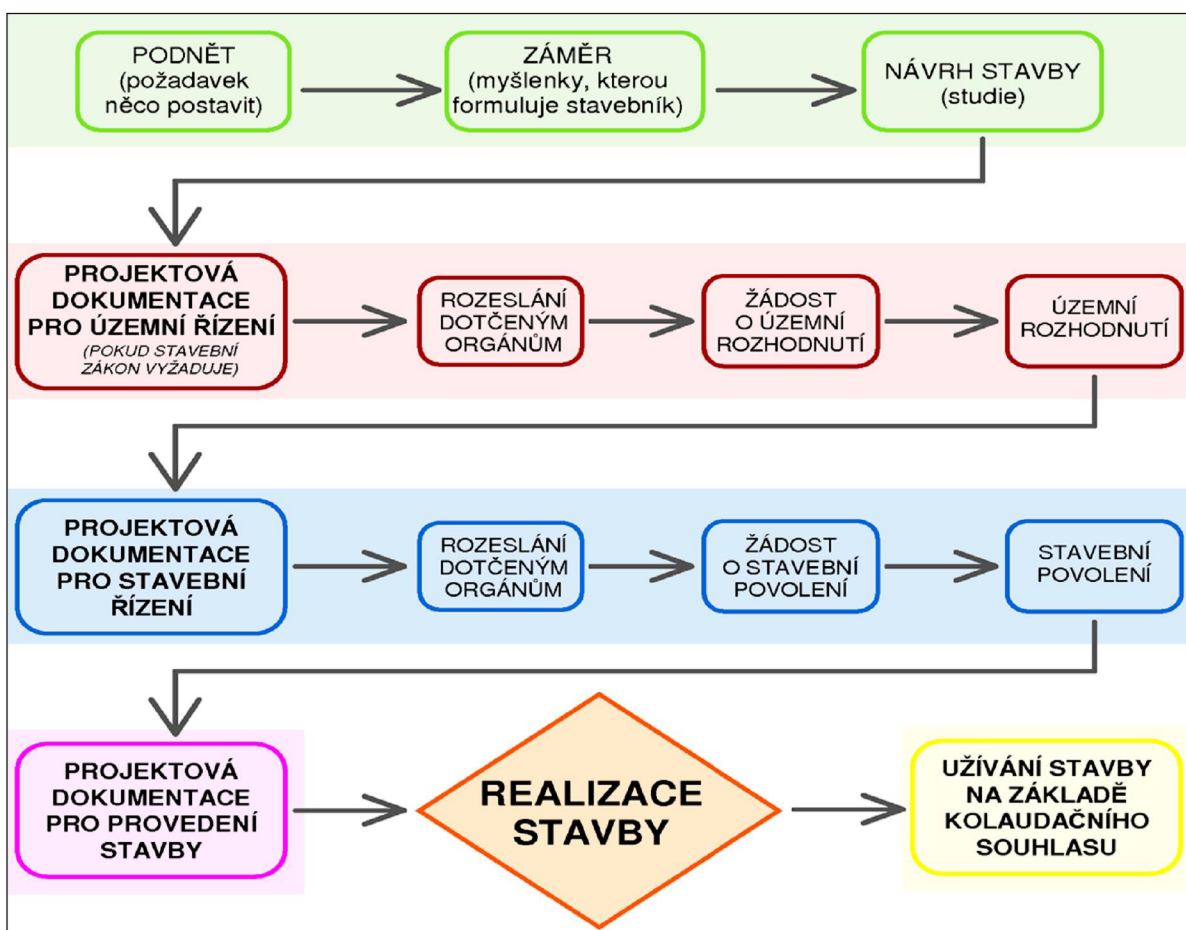 PODNĚT
(požadavek
něco postavit)
ZÁMĚR
(myšlenky, kterou
formuluje stavebník)
NÁVRH STAVBY
(studie)
PROJEKTOVÁ
DOKUMENTACE
PRO ÚZEMNÍ ŘÍZENÍ
(POKUD STAVEBNÍ
ZÁKON VYŽADUJE)
ROZESLÁNÍ
DOTČENÝM
ORGÁNŮM
ŽÁDOST
O ÚZEMNÍ
ROZHODNUTÍ
ÚZEMNÍ
ROZHODNUTÍ
PROJEKTOVÁ
DOKUMENTACE
PRO STAVEBNÍ
ŘÍZENÍ
ROZESLÁNÍ
DOTČENÝM
ORGÁNŮM
ŽÁDOST
O STAVEBNÍ
POVOLENÍ
STAVEBNÍ
POVOLENÍ
PROJEKTOVÁ
DOKUMENTACE
PRO PROVEDENÍ
STAVBY
REALIZACE
STAVBY
UŽÍVÁNÍ STAVBY
NA ZÁKLADĚ
KOLAUDAČNÍHO
SOUHLASU